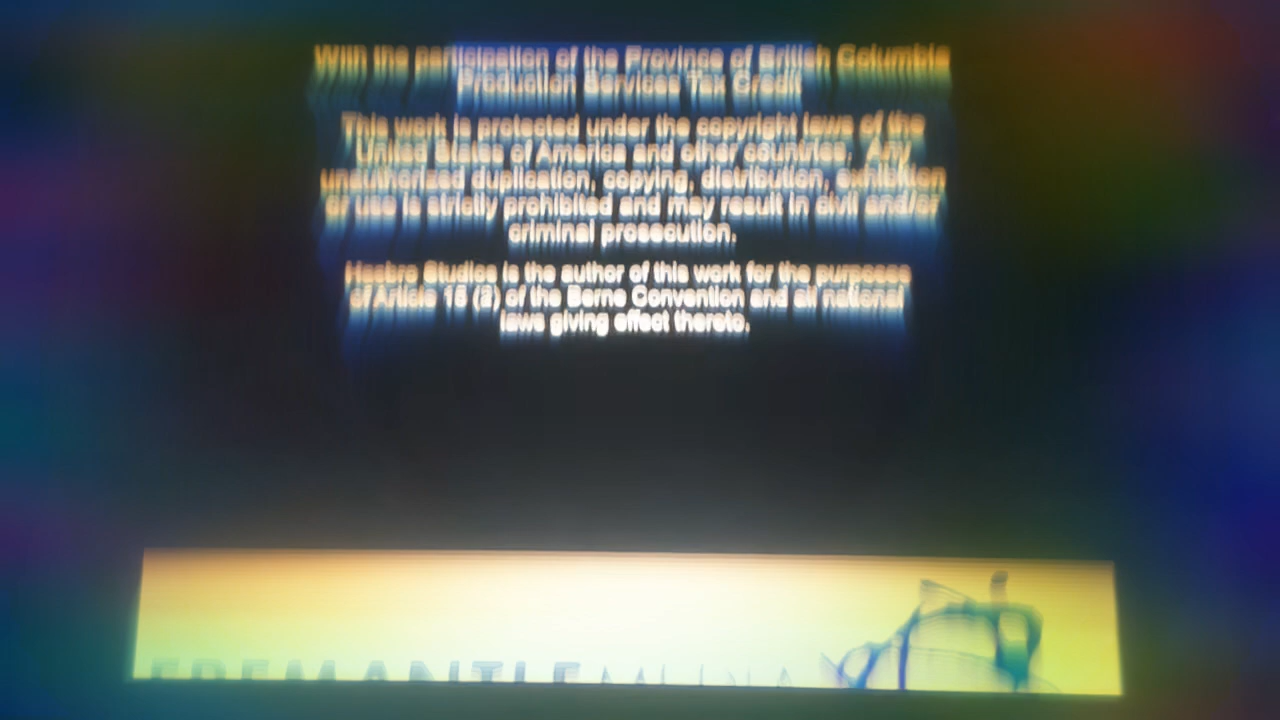 With the participation of the Province of British Columbia
Production Services Tax Credit
This work is protected under the copyright laws of the
United States of America and other countries. Any
unauthorized duplication, copying, distribution, exhibition
or use is strictly prohibited and may result in civil and/or
criminal prosecution.
Hasbro Studios is the author of this work for the purposes
of Article 15 (2) of the Berne Convention and all national
laws giving effect thereto.
FREMANTLE